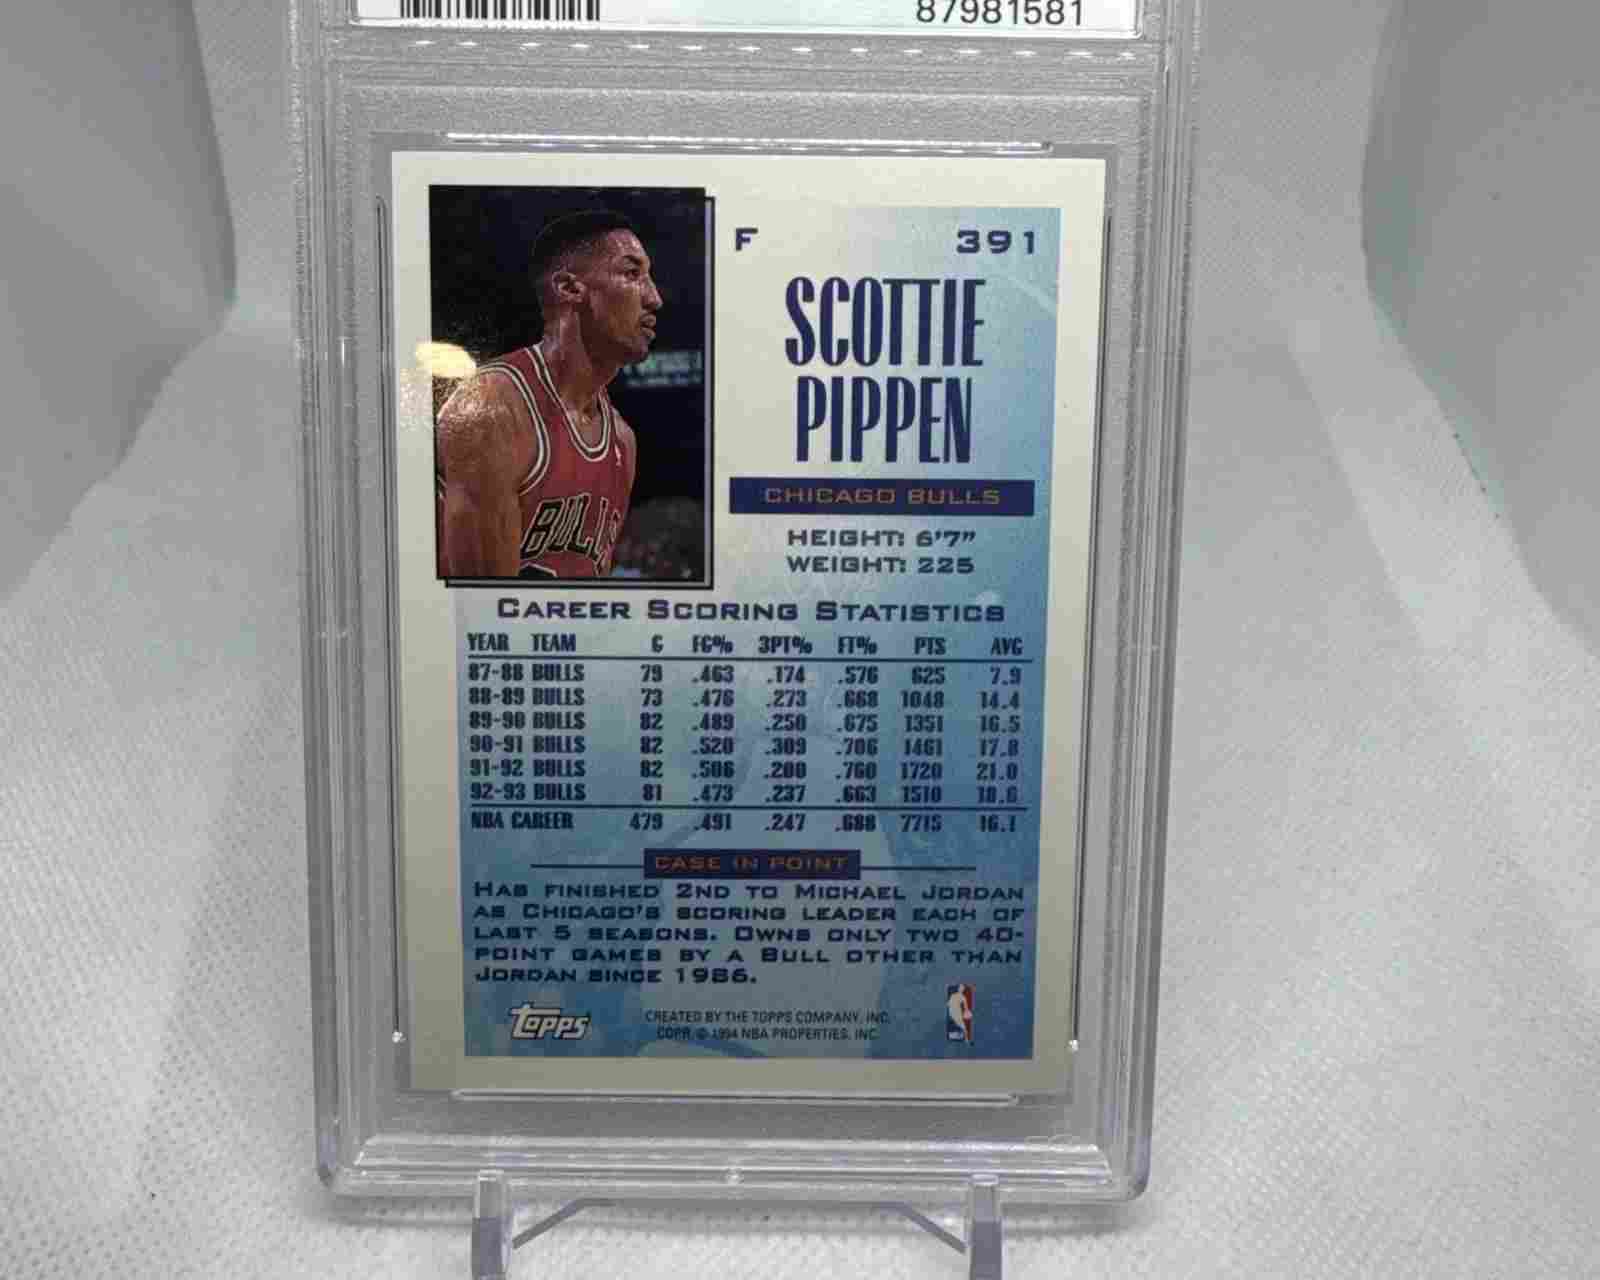 87981581
F 391
SCOTTIE
PIPPEN
CHICAGO BULLS
HEIGHT: 6'7"
WEIGHT: 225
BULLS
CAREER SCORING STATISTICS
YEAR TEAM G FG% 3PT% FT% PTS AVG
87-88 BULLS 79 .463 .174 .576 625 7.9
88-89 BULLS 73 .476 .273 .668 1048 14.4
89-90 BULLS 82 .489 .250 .675 1351 16.5
90-91 BULLS 82 .520 .309 .706 1461 17.8
91-92 BULLS 82 .506 .200 .760 1720 21.0
92-93 BULLS 81 .473 .237 .663 1510 18.6
NBA CAREER 479 .491 .247 .688 7715 16.1
CASE IN POINT
HAS FINISHED 2ND TO MICHAEL JORDAN
AS CHICAGO'S SCORING LEADER EACH OF
LAST 5 SEASONS. OWNS ONLY TWO 40-
POINT GAMES BY A BULL OTHER THAN
JORDAN SINCE 1986.
TOPPS
CREATED BY THE TOPPS COMPANY, INC.
COPR. © 1994 NBA PROPERTIES, INC.